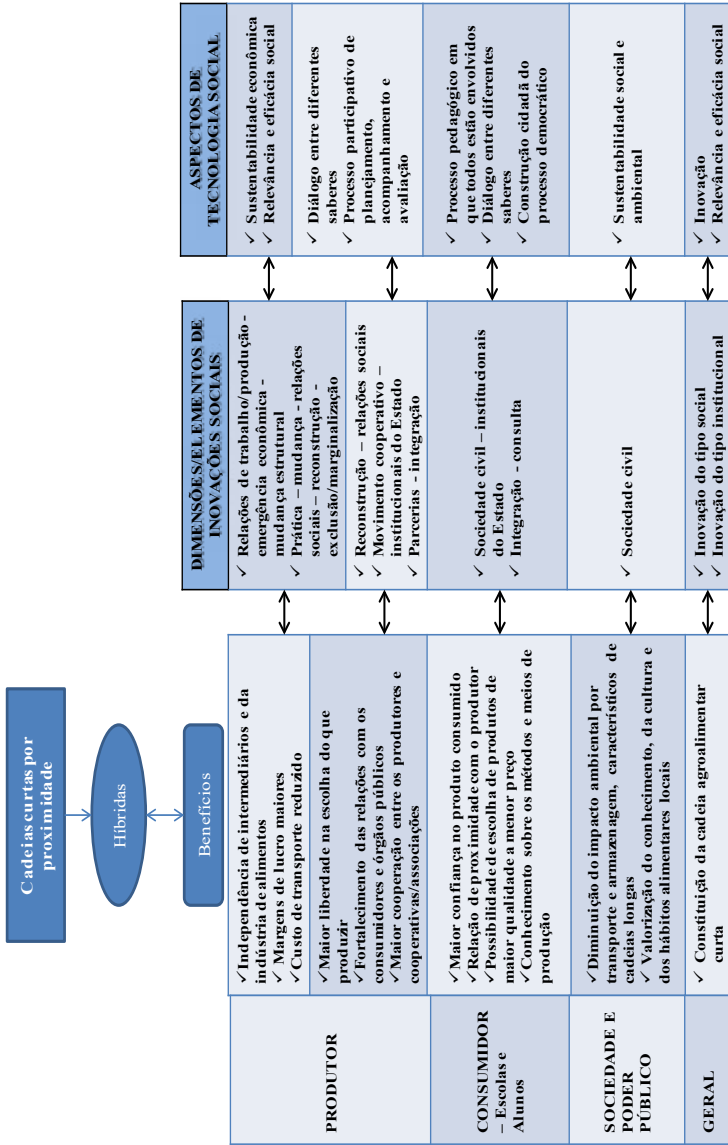 Cadeias curtas por
proximidade
Híbridas
Benefícios
DIMENSÕES/ELEMENTOS DE
INOVAÇÕES SOCIAIS
ASPECTOS DE
TECNOLOGIA SOCIAL
PRODUTOR
✓Independência de intermediários e da
indústria de alimentos
✓ Margens de lucro maiores
✓Custo de transporte reduzido
✓ Relações de trabalho/produção -
emergência econômica -
mudança estrutural
✓ Prática – mudança - relações
sociais – reconstrução -
exclusão/marginalização
✓ Sustentabilidade econômica
✓ Relevância e eficácia social
✓Maior liberdade na escolha do que
produzir
✓Fortalecimento das relações com os
consumidores e órgãos públicos
✓Maior cooperação entre os produtores e
cooperativas/associações
✓ Reconstrução – relações sociais
✓ Movimento cooperativo –
institucionais do Estado
✓ Parcerias - integração
✓ Diálogo entre diferentes
saberes
✓ Processo participativo de
planejamento,
acompanhamento e
avaliação
CONSUMIDOR
– Escolas e
Alunos
✓Maior confiança no produto consumido
✓Relação de proximidade com o produtor
✓Possibilidade de escolha de produtos de
maior qualidade a menor preço
✓Conhecimento sobre os métodos e meios de
produção
✓ Sociedade civil – institucionais
do Estado
✓ Integração - consulta
✓ Processo pedagógico em
que todos estão envolvidos
✓ Diálogo entre diferentes
saberes
✓ Construção cidadã do
processo democrático
SOCIEDADE E
PODER
PÚBLICO
✓Diminuição do impacto ambiental por
transporte e armazenagem, característicos de
cadeias longas
✓ Valorização do conhecimento, da cultura e
dos hábitos alimentares locais
✓ Sociedade civil
✓ Sustentabilidade social e
ambiental
GERAL
✓ Constituição da cadeia agroalimentar
curta
✓ Inovação do tipo social
✓ Inovação do tipo institucional
✓ Inovação
✓ Relevância e eficácia social